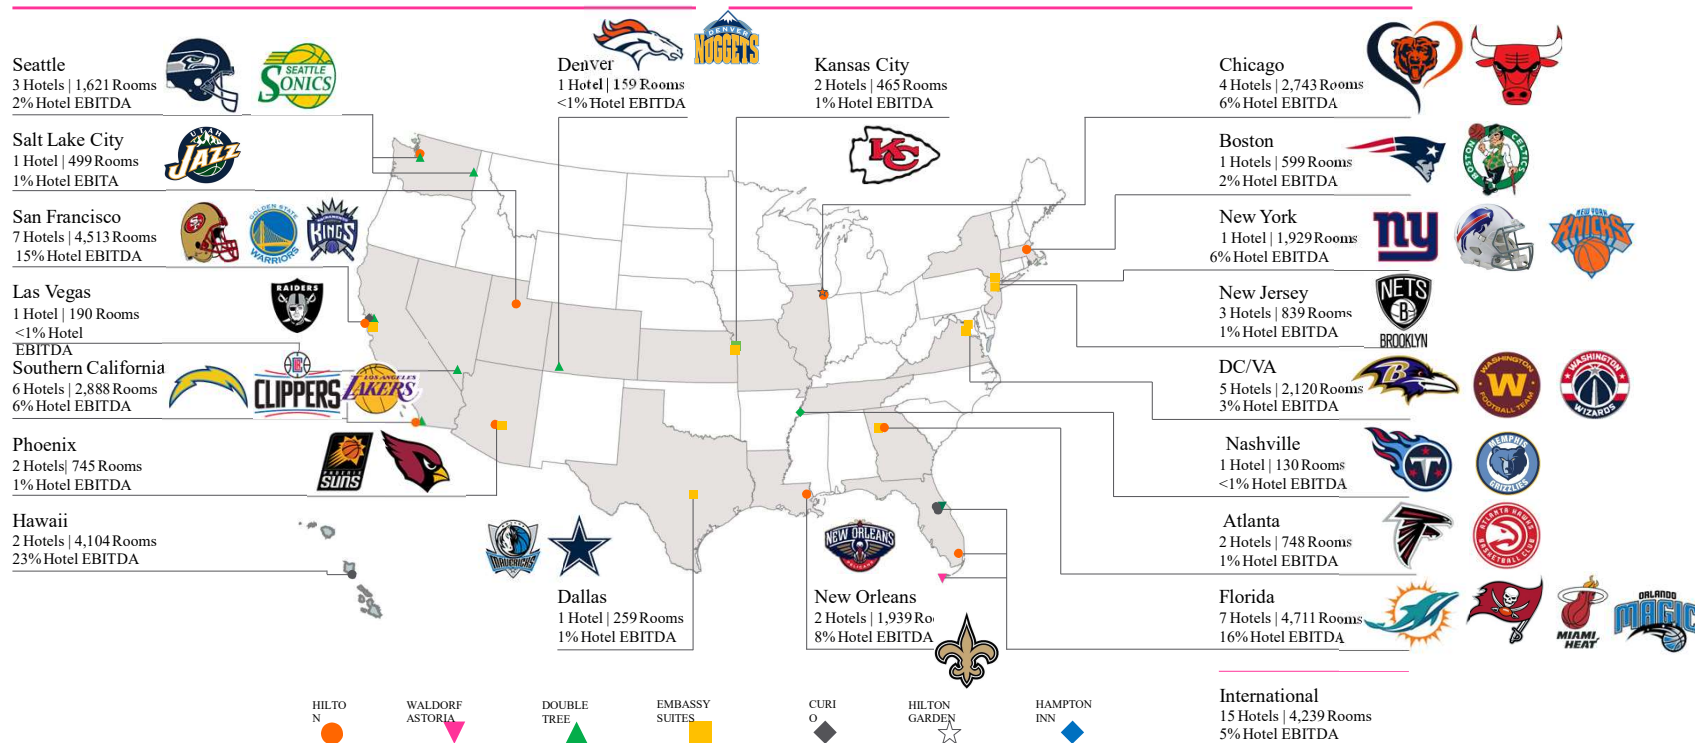 Seattle
3 Hotels | 1,621 Rooms
2% Hotel EBITDA
SEATTLE
SONICS
Salt Lake City
1 Hotel | 499 Rooms
1% Hotel EBITA
UTAH
JAZZ
San Francisco
7 Hotels | 4,513 Rooms
15% Hotel EBITDA
GOLDEN STATE
WARRIORS
SACRAMENTO
KINGS
Las Vegas
1 Hotel | 190 Rooms
<1% Hotel
EBITDA
RAIDERS
Southern California
6 Hotels | 2,888 Rooms
6% Hotel EBITDA
CLIPPERS
LOS ANGELES
LAKERS
Phoenix
2 Hotels| 745 Rooms
1% Hotel EBITDA
PHOENIX
SUNS
Hawaii
2 Hotels | 4,104 Rooms
23% Hotel EBITDA
Denver
1 Hotel | 159 Rooms
<1% Hotel EBITDA
DENVER
NUGGETS
Kansas City
2 Hotels | 465 Rooms
1% Hotel EBITDA
KC
DALLAS
MAVERICKS
Dallas
1 Hotel | 259 Rooms
1% Hotel EBITDA
NEW ORLEANS
PELICANS
New Orleans
2 Hotels | 1,939 Ro
8% Hotel EBITDA
Chicago
4 Hotels | 2,743 Rooms
6% Hotel EBITDA
Boston
1 Hotels | 599 Rooms
2% Hotel EBITDA
BOSTON
CELTICS
New York
1 Hotel | 1,929 Rooms
6% Hotel EBITDA
ny
NEW YORK
KNICKS
New Jersey
3 Hotels | 839 Rooms
1% Hotel EBITDA
NETS
B
BROOKLYN
DC/VA
5 Hotels | 2,120 Rooms
3% Hotel EBITDA
B
WASHINGTON
W
FOOTBALL TEAM
WASHINGTON
WIZARDS
Nashville
1 Hotel | 130 Rooms
<1% Hotel EBITDA
T
MEMPHIS
GRIZZLIES
Atlanta
2 Hotels | 748 Rooms
1% Hotel EBITDA
ATLANTA HAWKS
BASKETBALL CLUB
Florida
7 Hotels | 4,711 Rooms
16% Hotel EBITDA
MIAMI
HEAT
ORLANDO
MAGIC
International
15 Hotels | 4,239 Rooms
5% Hotel EBITDA
HILTO
N
WALDORF
ASTORIA
DOUBLE
TREE
EMBASSY
SUITES
CURI
O
HILTON
GARDEN
HAMPTON
INN